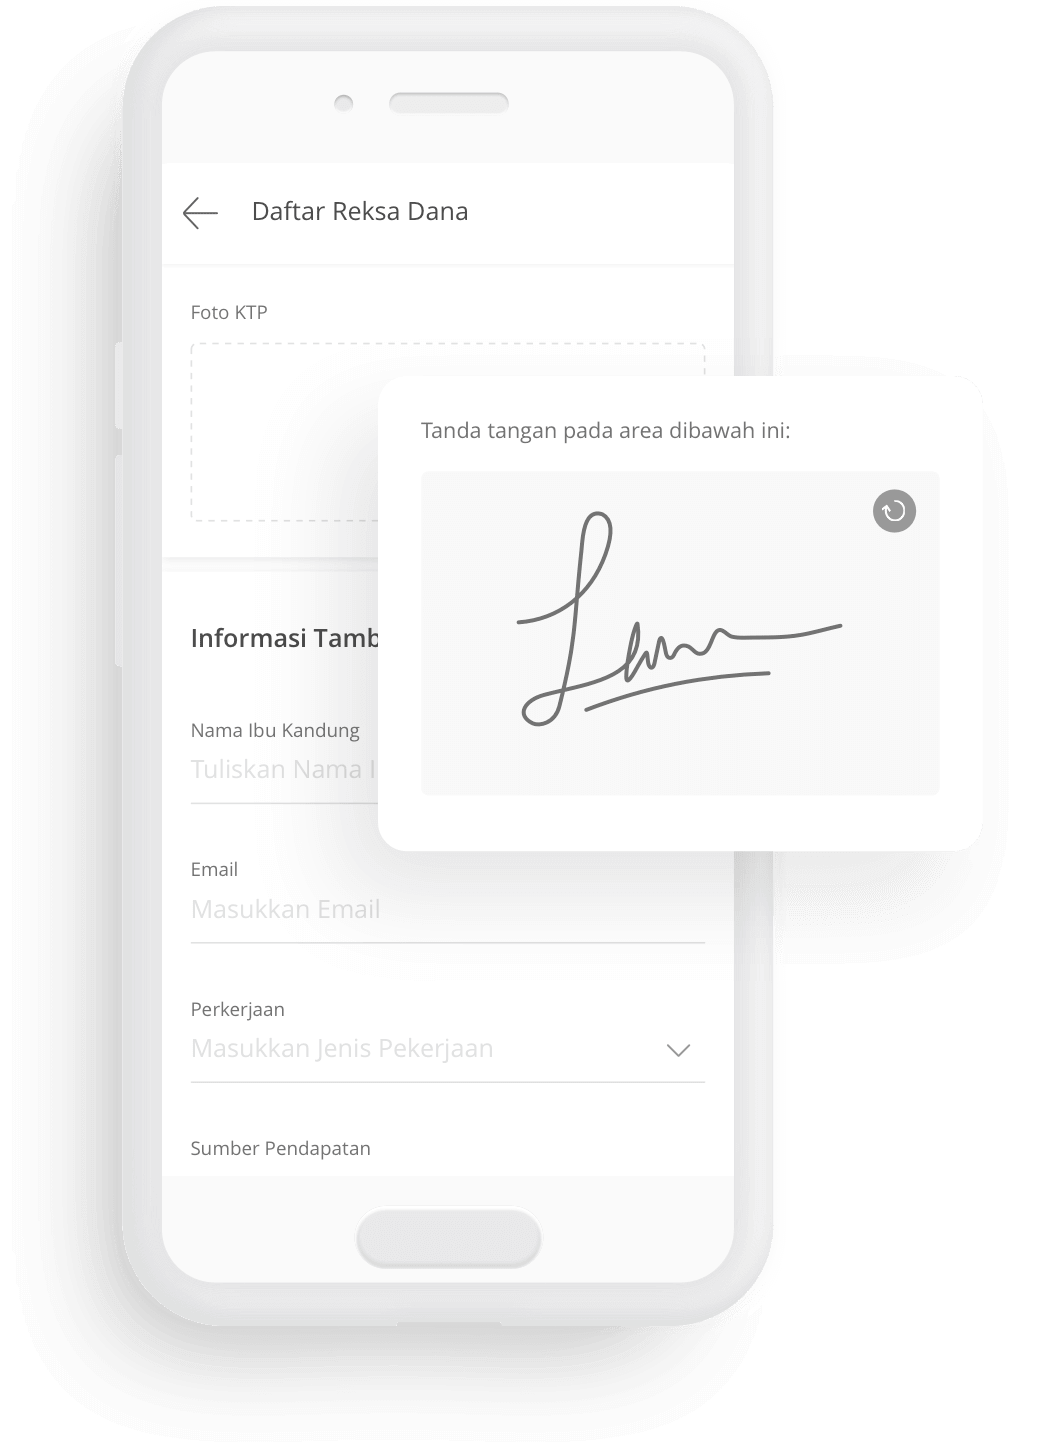 Daftar Reksa Dana
Foto KTP
Tanda tangan pada area dibawah ini:
Informasi Tamb
Nama Ibu Kandung
Tuliskan Nama I
Email
Masukkan Email
Perkerjaan
Masukkan Jenis Pekerjaan
Sumber Pendapatan